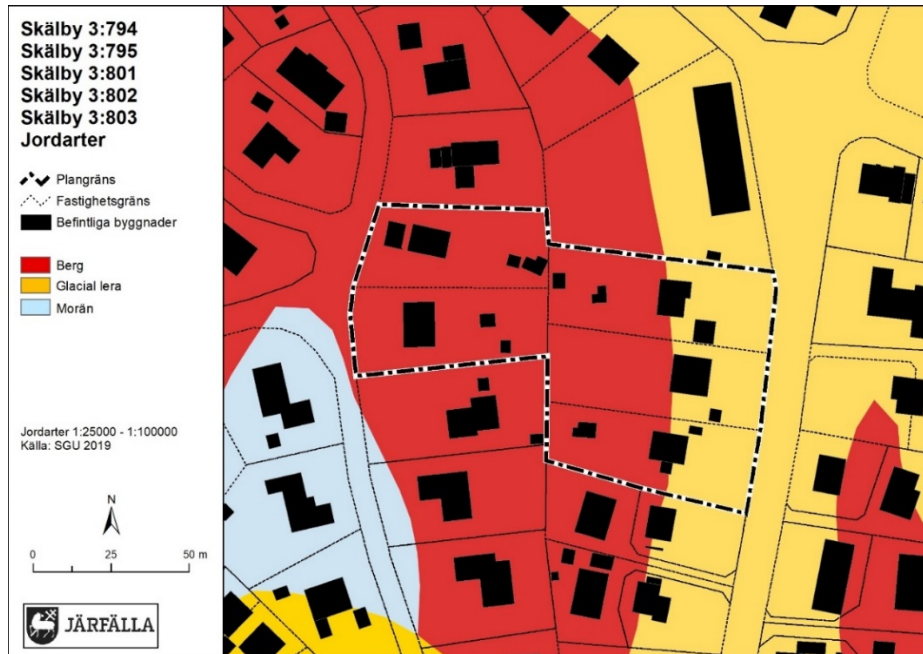 Skälby 3:794
Skälby 3:795
Skälby 3:801
Skälby 3:802
Skälby 3:803
Jordarter
Plangräns
Fastighetsgräns
Befintliga byggnader
Berg
Glacial lera
Morän
Jordarter 1:25000 - 1:100000
Källa: SGU 2019
N
0 25 50 m
JÄRFÄLLA